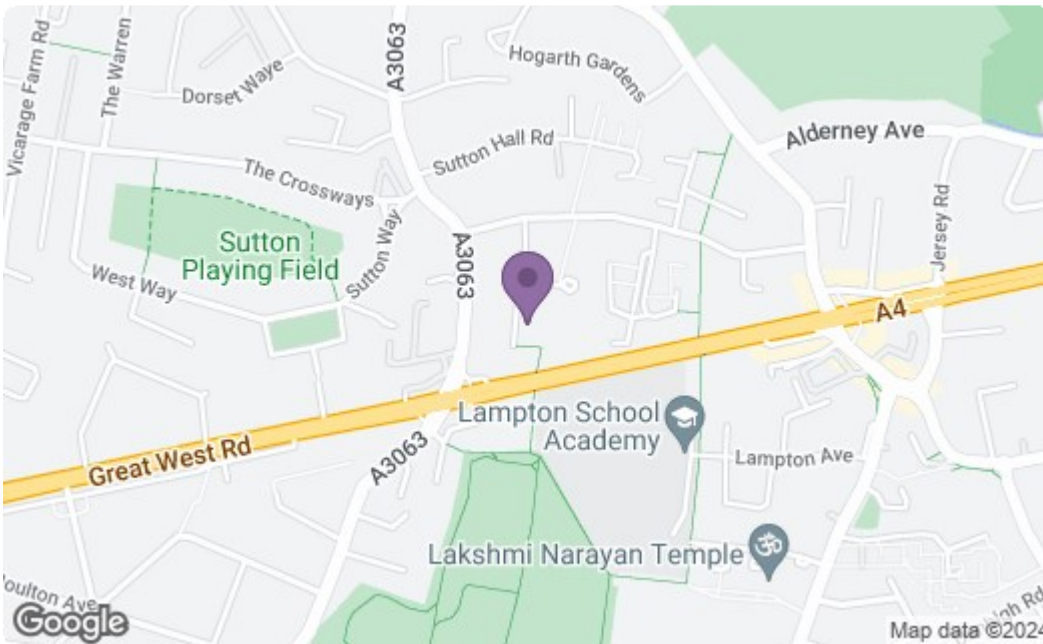 Vicarage Farm Rd
The Warren
Dorset Waye
A3063
Hogarth Gardens
Alderney Ave
Sutton Hall Rd
The Crossways
Jersey Rd
Sutton
Playing Field
Sutton Way
A3063
West Way
A4
Lampton School
Academy
A3063
Great West Rd
Lampton Ave
Lakshmi Narayan Temple
ॐ
Google
Map data ©2024